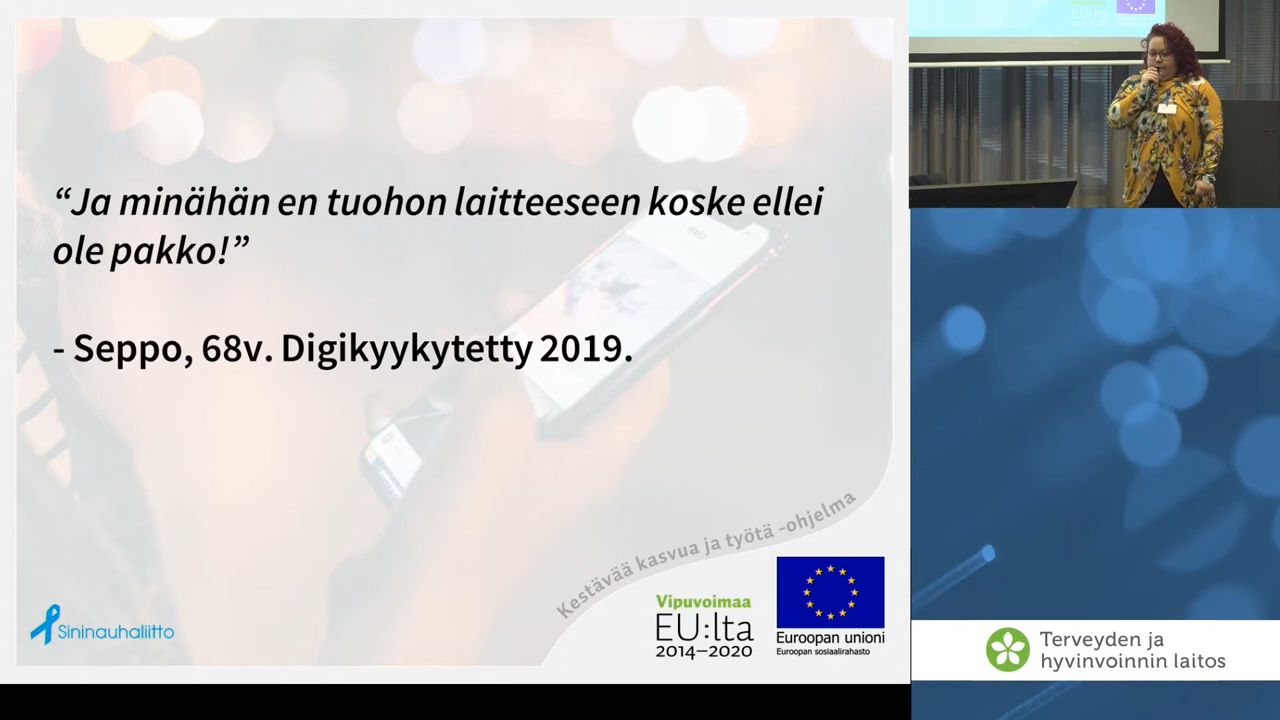 “Ja minähän en tuohon laitteeseen koske ellei
ole pakko!”
- Seppo, 68v. Digikyykytetty 2019.
Kestävää kasvua ja työtä -ohjelma
Sininauhaliitto
Vipuvoimaa
EU:lta
2014–2020
Euroopan unioni
Euroopan sosiaalirahasto
Terveyden ja
hyvinvoinnin laitos